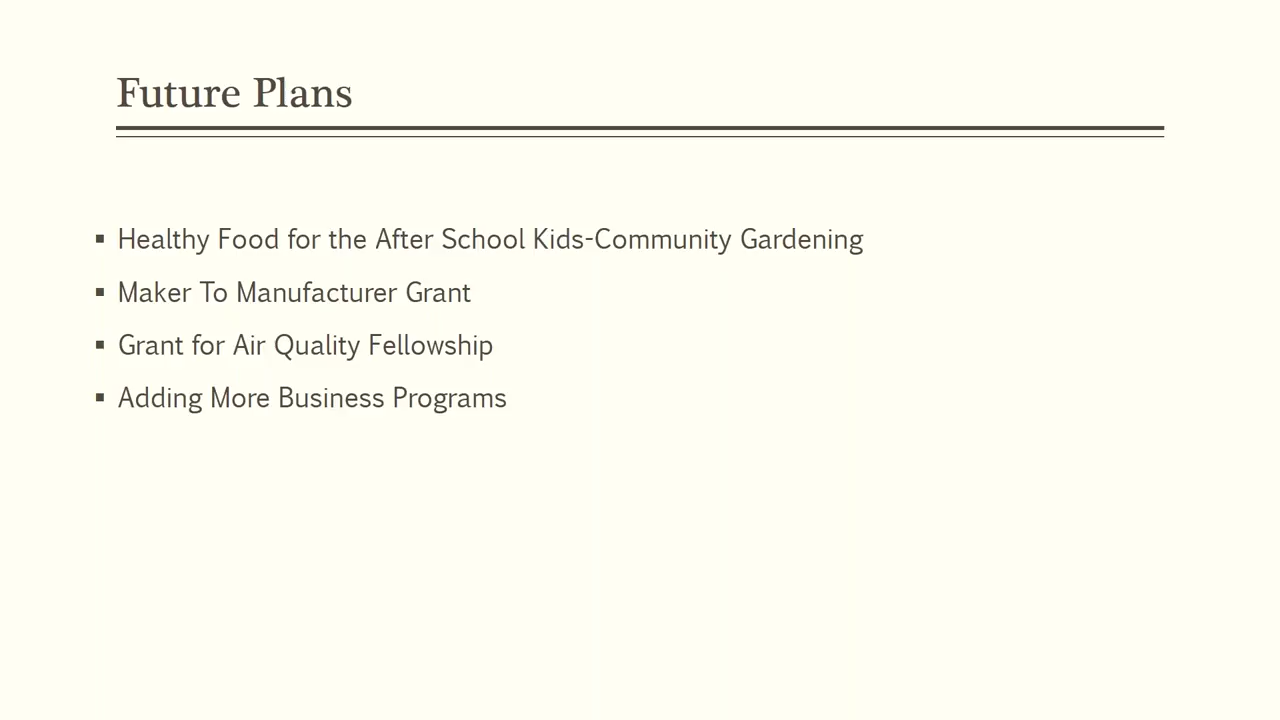 Future Plans
▪ Healthy Food for the After School Kids-Community Gardening
▪ Maker To Manufacturer Grant
▪ Grant for Air Quality Fellowship
▪ Adding More Business Programs